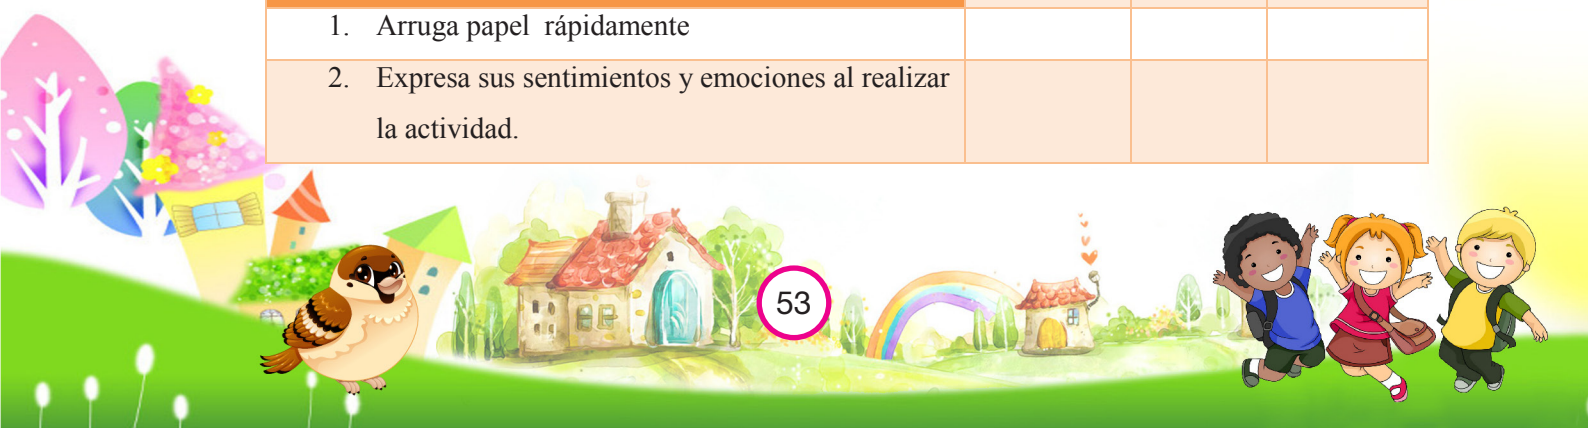 1. Arruga papel rápidamente
2. Expresa sus sentimientos y emociones al realizar
la actividad.
53